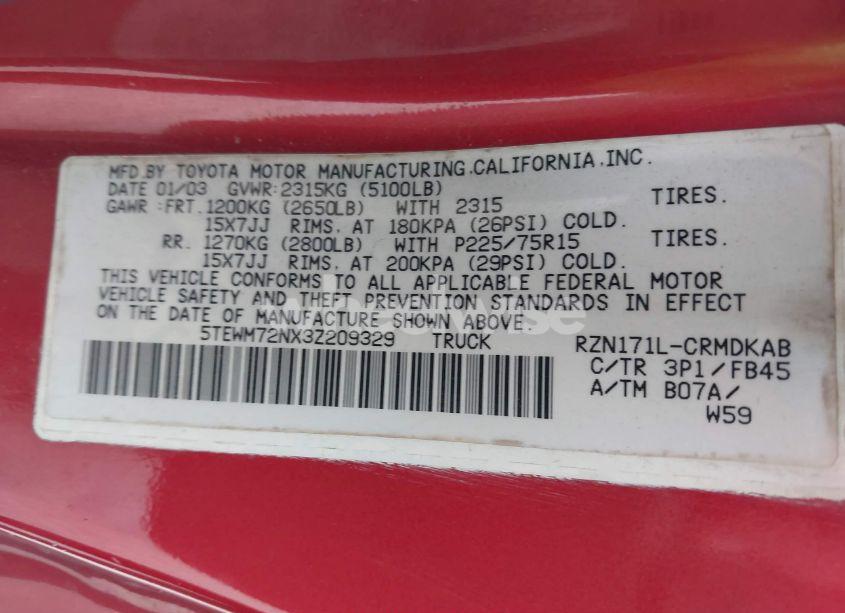 MFD.BY TOYOTA MOTOR MANUFACTURING.CALIFORNIA.INC.
DATE 01/03 GVWR:2315KG (5100LB)
GAWR :FRT.1200KG (2650LB) WITH 2315 TIRES.
15X7JJ RIMS. AT 180KPA (26PSI) COLD.
RR. 1270KG (2800LB) WITH P225/75R15 TIRES.
15X7JJ RIMS. AT 200KPA (29PSI) COLD.
THIS VEHICLE CONFORMS TO ALL APPLICABLE FEDERAL MOTOR
VEHICLE SAFETY AND THEFT PREVENTION STANDARDS IN EFFECT
ON THE DATE OF MANUFACTURE SHOWN ABOVE.
5TEWM72NX3Z209329 TRUCK RZN171L-CRMDKAB
C/TR 3P1/FB45
A/TM B07A/
W59